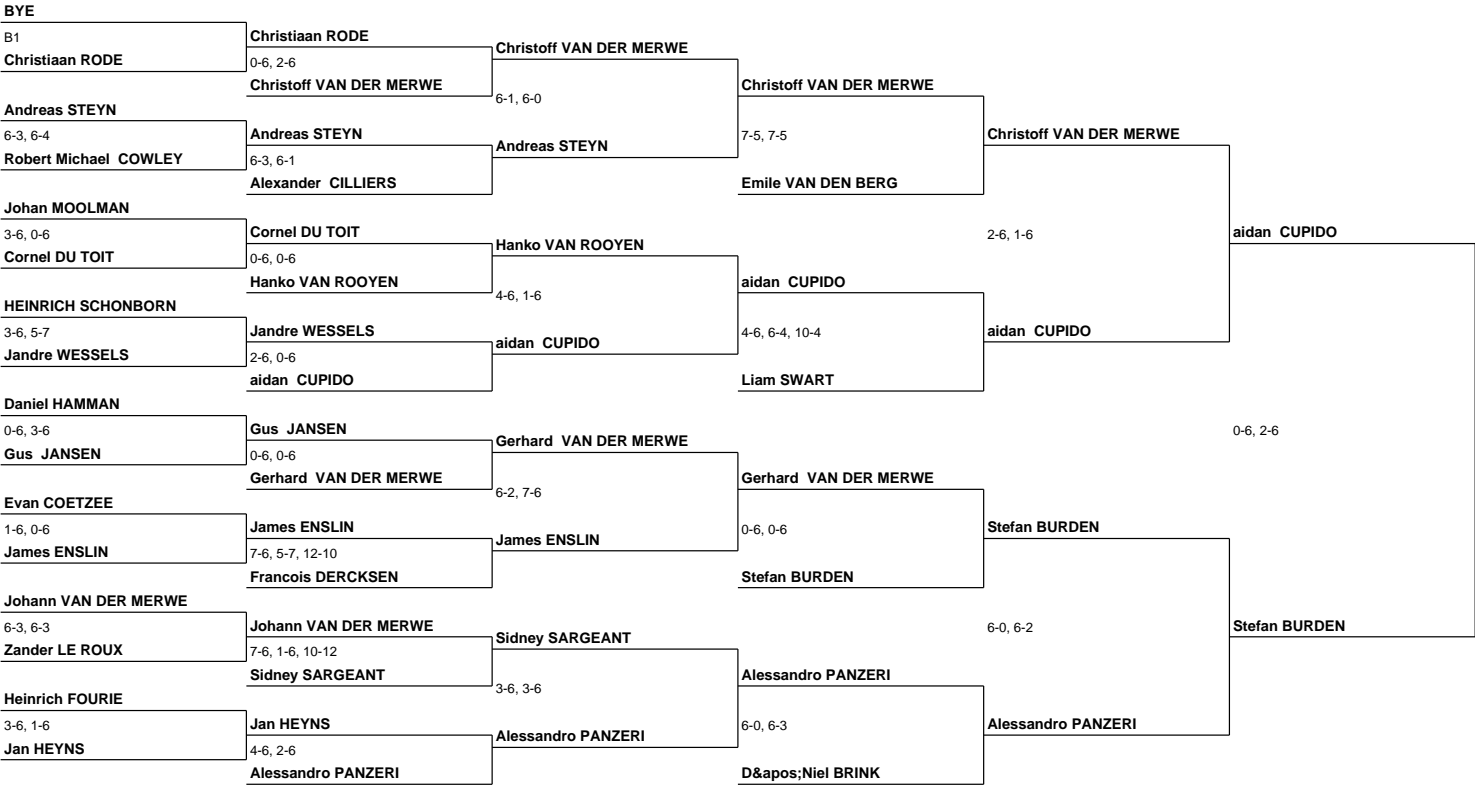 BYE
B1
Christiaan RODE
Andreas STEYN
6-3, 6-4
Robert Michael  COWLEY
Johan MOOLMAN
3-6, 0-6
Cornel DU TOIT
HEINRICH SCHONBORN
3-6, 5-7
Jandre WESSELS
Daniel HAMMAN
0-6, 3-6
Gus  JANSEN
Evan COETZEE
1-6, 0-6
James ENSLIN
Johann VAN DER MERWE
6-3, 6-3
Zander LE ROUX
Heinrich FOURIE
3-6, 1-6
Jan HEYNS
Christiaan RODE
0-6, 2-6
Christoff VAN DER MERWE
Andreas STEYN
6-3, 6-1
Alexander  CILLIERS
Cornel DU TOIT
0-6, 0-6
Hanko VAN ROOYEN
Jandre WESSELS
2-6, 0-6
aidan  CUPIDO
Gus  JANSEN
0-6, 0-6
Gerhard  VAN DER MERWE
James ENSLIN
7-6, 5-7, 12-10
Francois DERCKSEN
Johann VAN DER MERWE
7-6, 1-6, 10-12
Sidney SARGEANT
Jan HEYNS
4-6, 2-6
Alessandro PANZERI
Christoff VAN DER MERWE
6-1, 6-0
Andreas STEYN
Hanko VAN ROOYEN
4-6, 1-6
aidan  CUPIDO
Gerhard  VAN DER MERWE
6-2, 7-6
James ENSLIN
Sidney SARGEANT
3-6, 3-6
Alessandro PANZERI
Christoff VAN DER MERWE
7-5, 7-5
Emile VAN DEN BERG
aidan  CUPIDO
4-6, 6-4, 10-4
Liam SWART
Gerhard  VAN DER MERWE
0-6, 0-6
Stefan BURDEN
Alessandro PANZERI
6-0, 6-3
D&apos;Niel BRINK
Christoff VAN DER MERWE
2-6, 1-6
aidan  CUPIDO
Stefan BURDEN
6-0, 6-2
Alessandro PANZERI
aidan  CUPIDO
0-6, 2-6
Stefan BURDEN